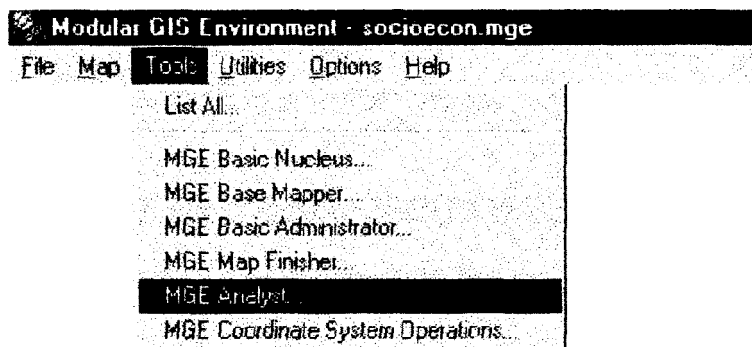 Modular GIS Environment - socioecon.mge
File Map Tools Utilities Options Help
List All...
MGE Basic Nucleus...
MGE Base Mapper...
MGE Basic Administrator...
MGE Map Finisher...
MGE Analyst...
MGE Coordinate System Operations...